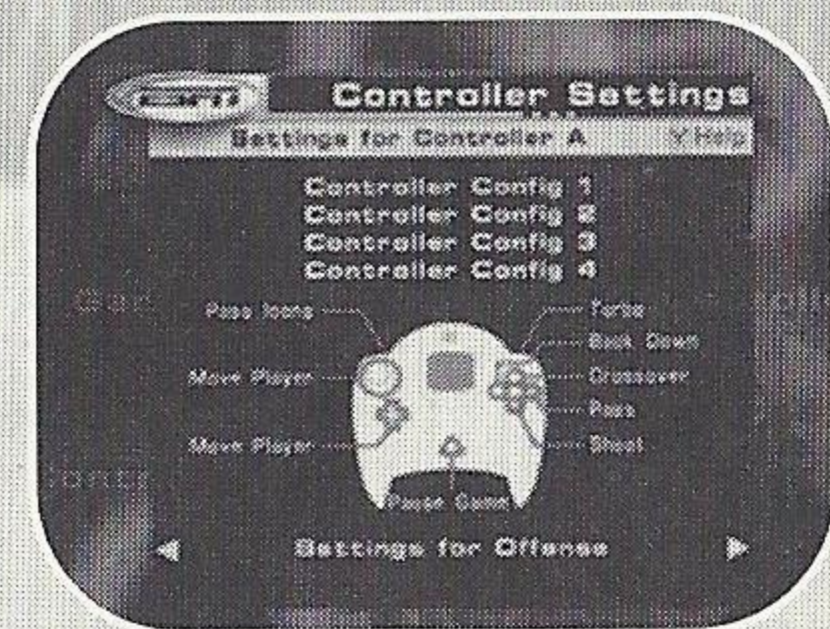 ESPN
Controller Settings
Settings for Controller A
Y Help
Controller Config 1
Controller Config 2
Controller Config 3
Controller Config 4
Pass Icons
Move Player
Move Player
Turbo
Back Down
Crossover
Pass
Shoot
Pause Game
Settings for Offense